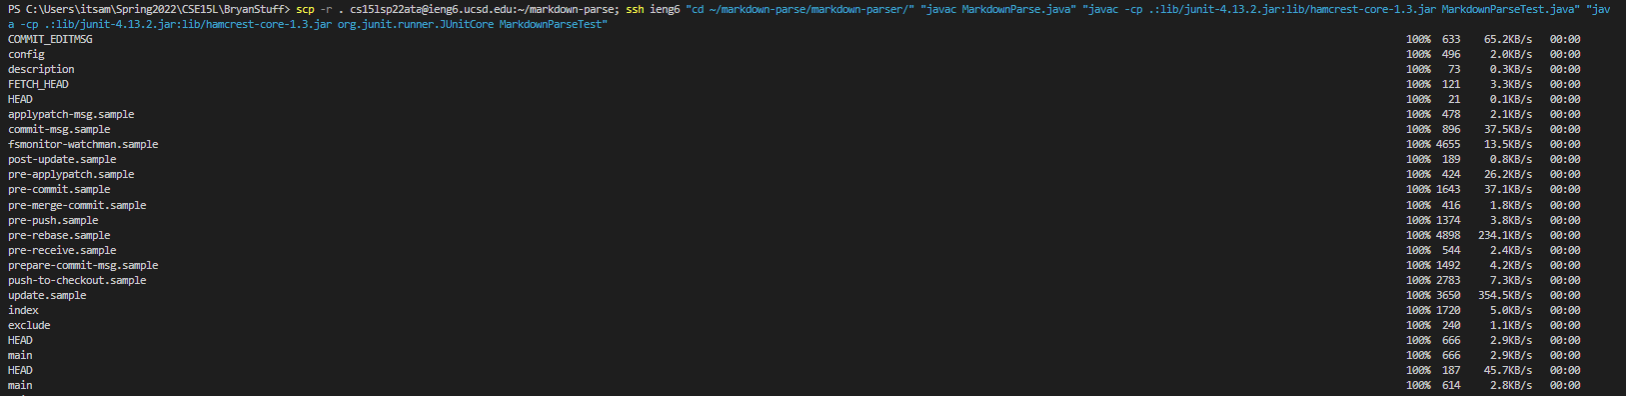 PS C:\Users\itsam\Spring2022\CSE15L\BryanStuff> scp -r . cs15lsp22ata@ieng6.ucsd.edu:~/markdown-parse; ssh ieng6 "cd ~/markdown-parse/markdown-parser/" "javac MarkdownParse.java" "javac -cp .:lib/junit-4.13.2.jar:lib/hamcrest-core-1.3.jar MarkdownParseTest.java" "jav
a -cp .:lib/junit-4.13.2.jar:lib/hamcrest-core-1.3.jar org.junit.runner.JUnitCore MarkdownParseTest"
COMMIT_EDITMSG 100% 633 65.2KB/s 00:00
config 100% 496 2.0KB/s 00:00
description 100% 73 0.3KB/s 00:00
FETCH_HEAD 100% 121 3.3KB/s 00:00
HEAD 100% 21 0.1KB/s 00:00
applypatch-msg.sample 100% 478 2.1KB/s 00:00
commit-msg.sample 100% 896 37.5KB/s 00:00
fsmonitor-watchman.sample 100% 4655 13.5KB/s 00:00
post-update.sample 100% 189 0.8KB/s 00:00
pre-applypatch.sample 100% 424 26.2KB/s 00:00
pre-commit.sample 100% 1643 37.1KB/s 00:00
pre-merge-commit.sample 100% 416 1.8KB/s 00:00
pre-push.sample 100% 1374 3.8KB/s 00:00
pre-rebase.sample 100% 4898 234.1KB/s 00:00
pre-receive.sample 100% 544 2.4KB/s 00:00
prepare-commit-msg.sample 100% 1492 4.2KB/s 00:00
push-to-checkout.sample 100% 2783 7.3KB/s 00:00
update.sample 100% 3650 354.5KB/s 00:00
index 100% 1720 5.0KB/s 00:00
exclude 100% 240 1.1KB/s 00:00
HEAD 100% 666 2.9KB/s 00:00
main 100% 666 2.9KB/s 00:00
HEAD 100% 187 45.7KB/s 00:00
main 100% 614 2.8KB/s 00:00